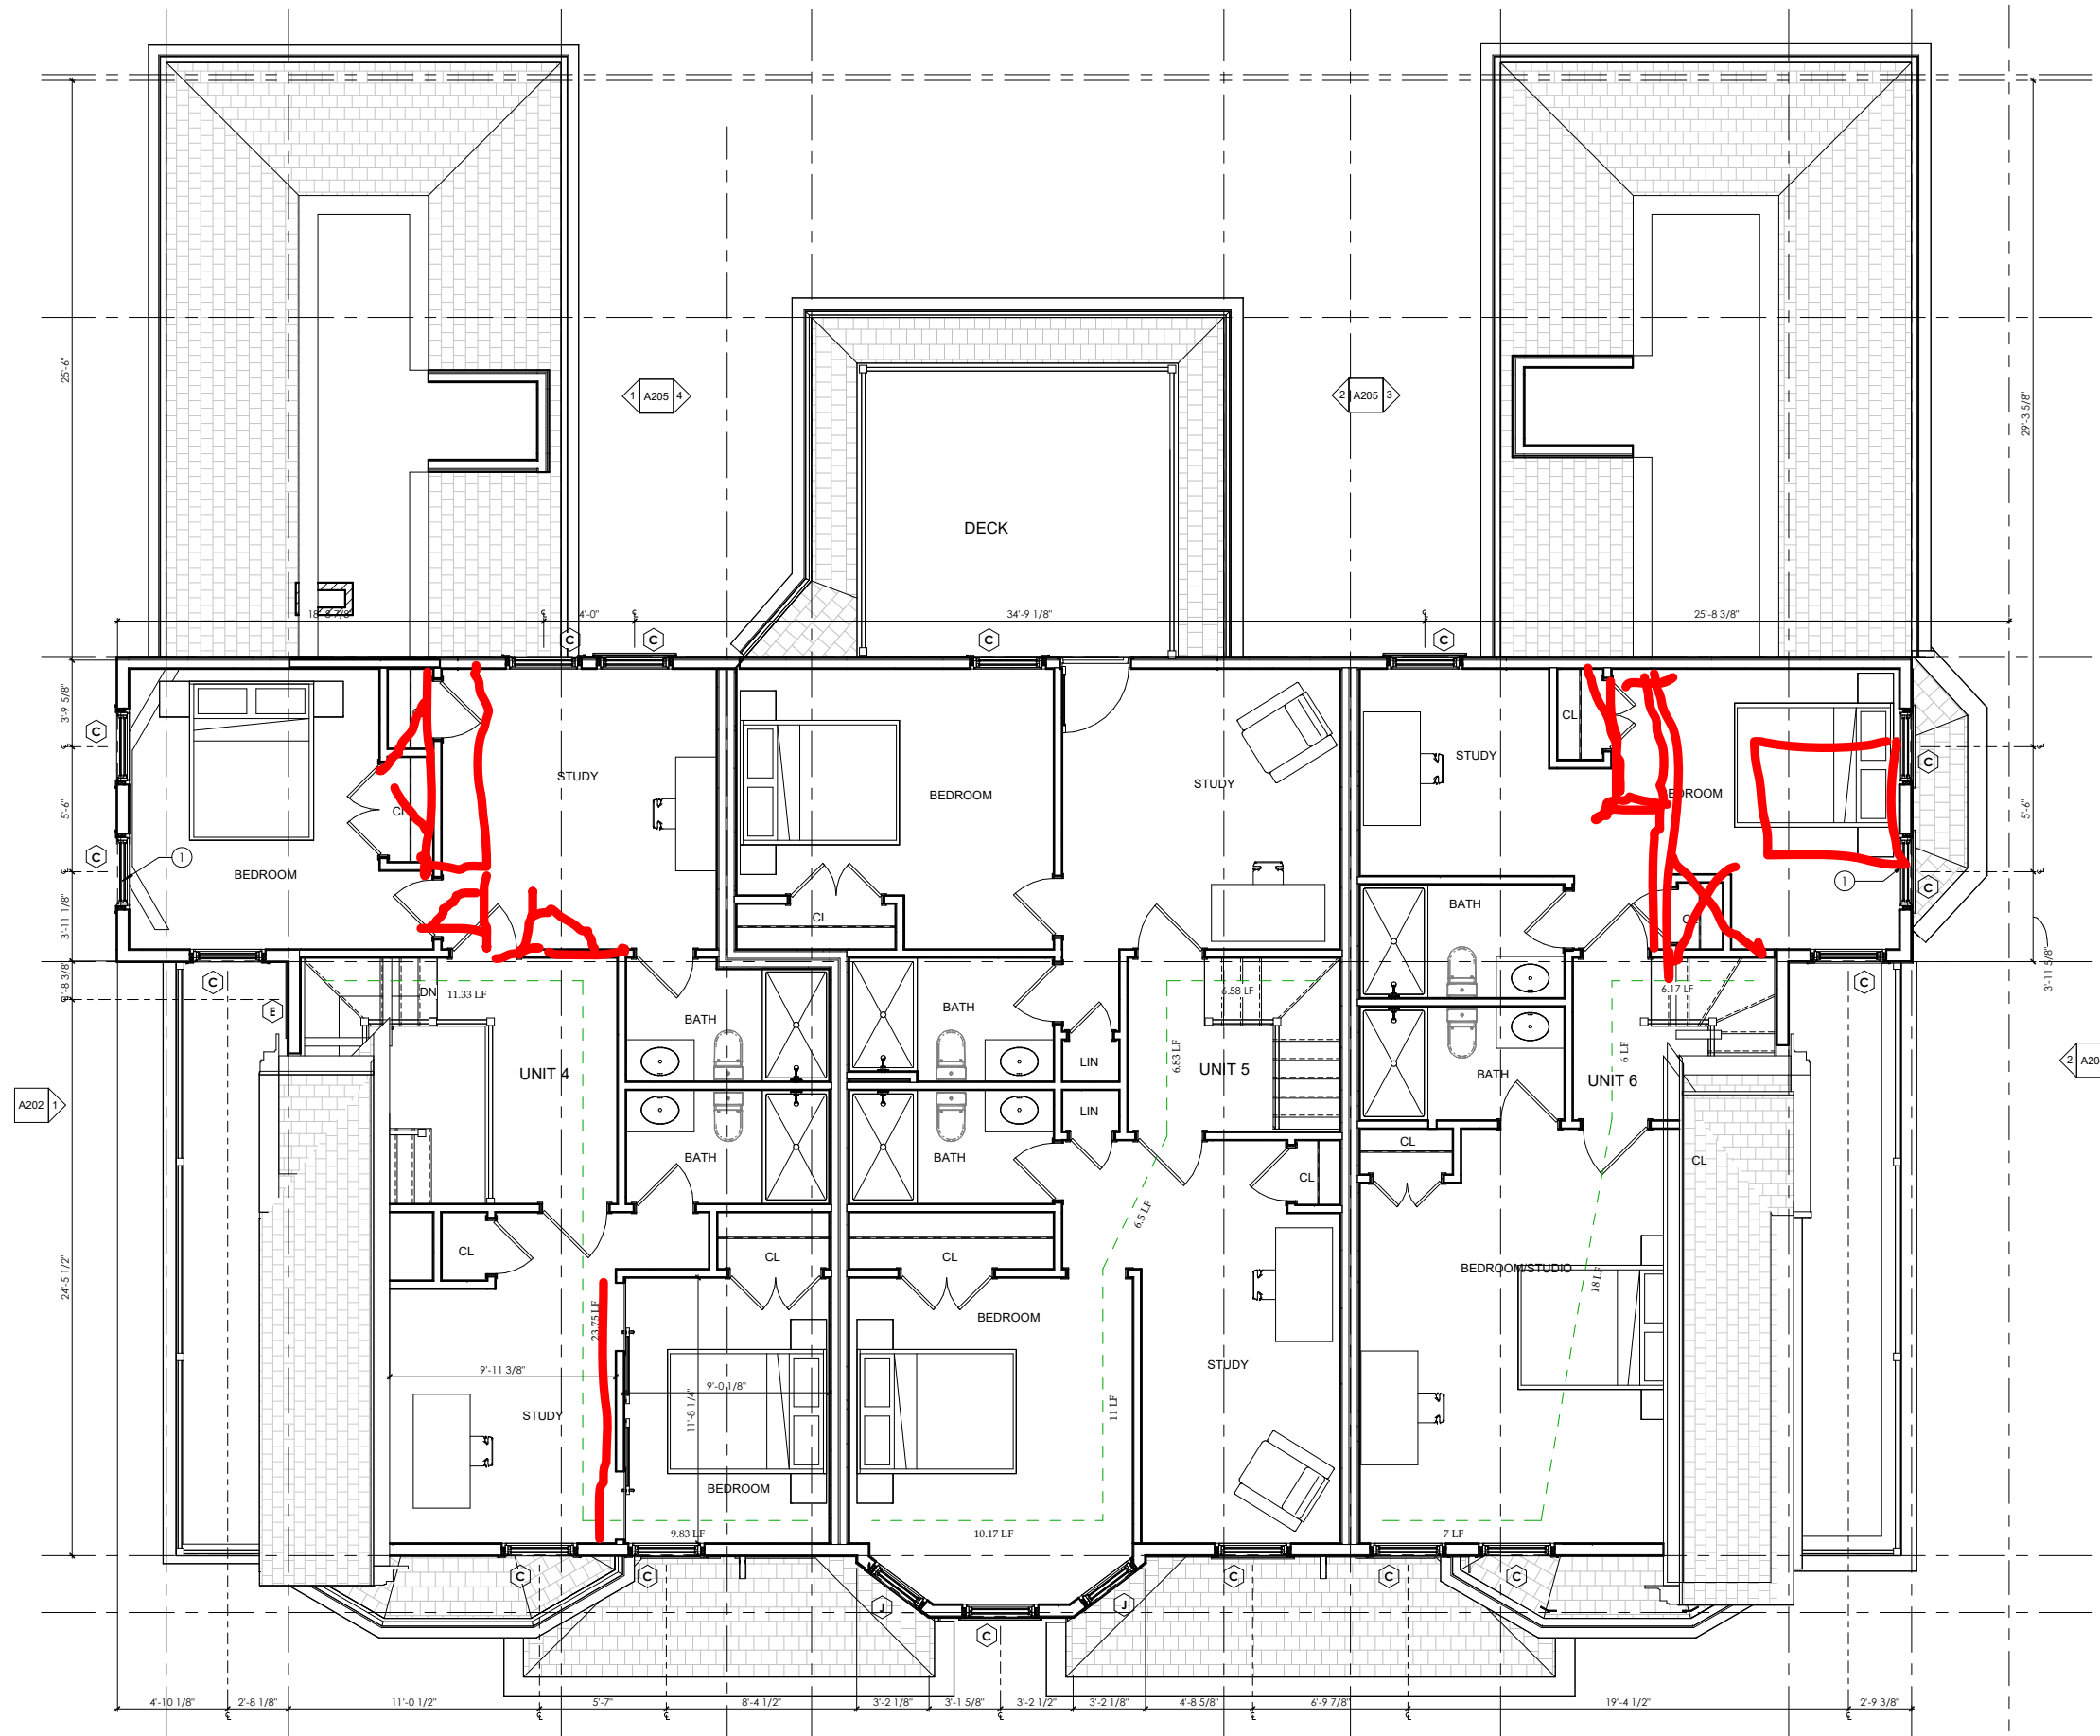 25'-6"
29'-3 5/8"
1 A205 4
2 A205 3
DECK
18'-8 7/8"
4'-0"
34'-9 1/8"
25'-8 3/8"
C
C
C
C
3'-9 5/8"
C
CL
STUDY
BEDROOM
STUDY
STUDY
CL
BEDROOM
C
5'-6"
CL
5'-6"
C
1
BEDROOM
1
C
3'-11 1/8"
CL
BATH
3'-11 5/8"
9'-8 3/8"
C
DN
11.33 LF
6.58 LF
6.17 LF
C
E
BATH
BATH
LIN
6.83 LF
6 LF
UNIT 4
UNIT 5
BATH
UNIT 6
A202 1
LIN
2 A20
BATH
BATH
CL
CL
CL
6.5 LF
24'-5 1/2"
CL
CL
CL
BEDROOM/STUDIO
18 LF
23.75 LF
BEDROOM
9'-11 3/8"
9'-0 1/8"
11'-8 1/4"
STUDY
11 LF
STUDY
BEDROOM
9.83 LF
10.17 LF
7 LF
C
C
C
C
C
J
J
C
4'-10 1/8"
2'-8 1/8"
11'-0 1/2"
5'-7"
8'-4 1/2"
3'-2 1/8"
3'-1 5/8"
3'-2 1/2"
3'-2 1/8"
4'-8 5/8"
6'-9 7/8"
19'-4 1/2"
2'-9 3/8"